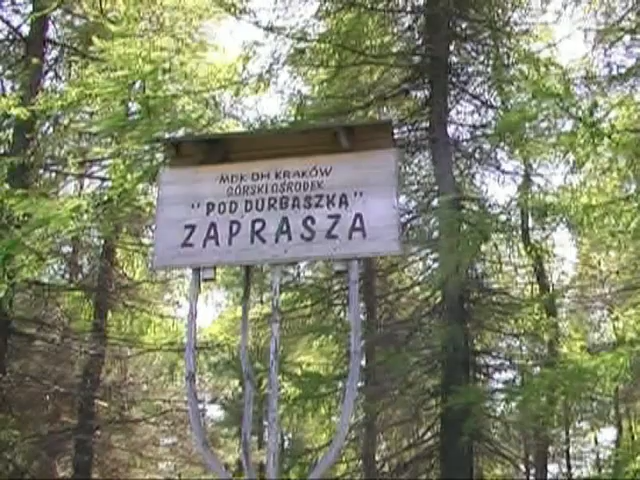 MDK-DH KRAKÓW
GÓRSKI OŚRODEK
"POD DURBASZKĄ"
ZAPRASZA